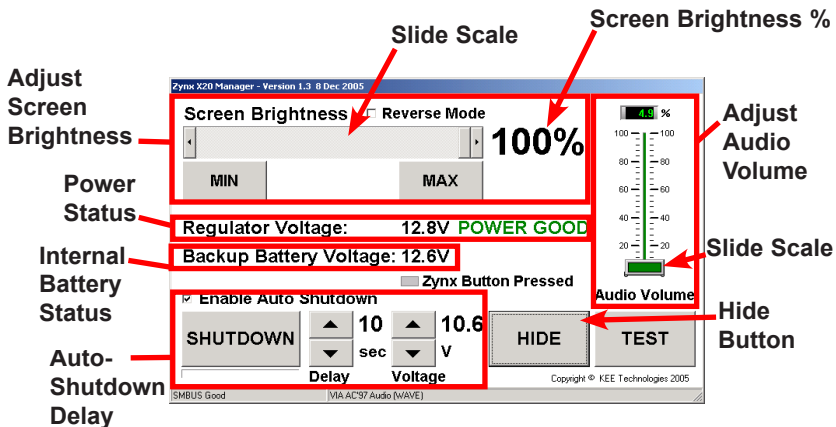 Slide Scale
Screen Brightness %
Adjust
Screen
Brightness
Power
Status
Internal
Battery
Status
Auto-
Shutdown
Delay
Zynx X20 Manager - Version 1.3 8 Dec 2005
Screen Brightness Reverse Mode
100%
MIN MAX
Regulator Voltage: 12.8V POWER GOOD
Backup Battery Voltage: 12.6V
Zynx Button Pressed
Enable Auto Shutdown
SHUTDOWN
10
sec
Delay
10.6
V
Voltage
HIDE
TEST
Copyright © KEE Technologies 2005
SMBUS Good VIA AC'97 Audio (WAVE)
4.9 %
100 100
80 80
60 60
40 40
20 20
Audio Volume
Adjust
Audio
Volume
Slide Scale
Hide
Button